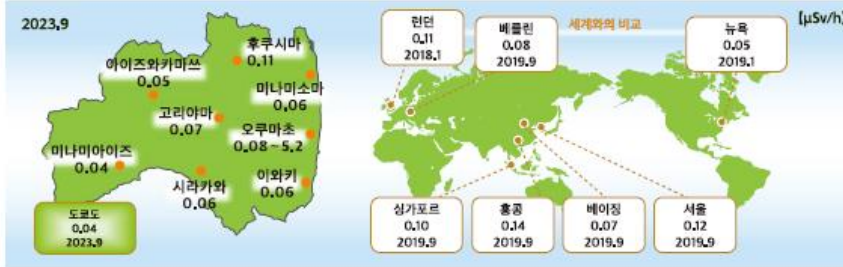 2023.9
후쿠시마
0.11
아이즈와카마쓰
0.05
미나미소마
0.06
고리야마
0.07
오쿠마초
0.08~5.2
미나미아이즈
0.04
시라카와
0.06
이와키
0.06
도쿄도
0.04
2023.9
세계와의 비교
[μSv/h]
런던
0.11
2018.1
베를린
0.08
2019.9
뉴욕
0.05
2019.1
싱가포르
0.10
2019.9
홍콩
0.14
2019.9
베이징
0.07
2019.9
서울
0.12
2019.9